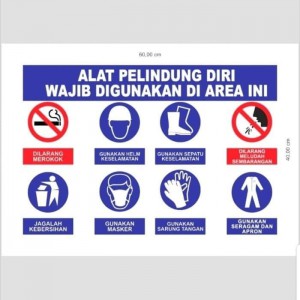 60,00 cm
ALAT PELINDUNG DIRI
WAJIB DIGUNAKAN DI AREA INI
DILARANG
MEROKOK
GUNAKAN HELM
KESELAMATAN
GUNAKAN SEPATU
KESELAMATAN
DILARANG
MELUDAH
SEMBARANGAN
40,00 cm
JAGALAH
KEBERSIHAN
GUNAKAN
MASKER
GUNAKAN
SARUNG TANGAN
GUNAKAN
SERAGAM DAN
APRON